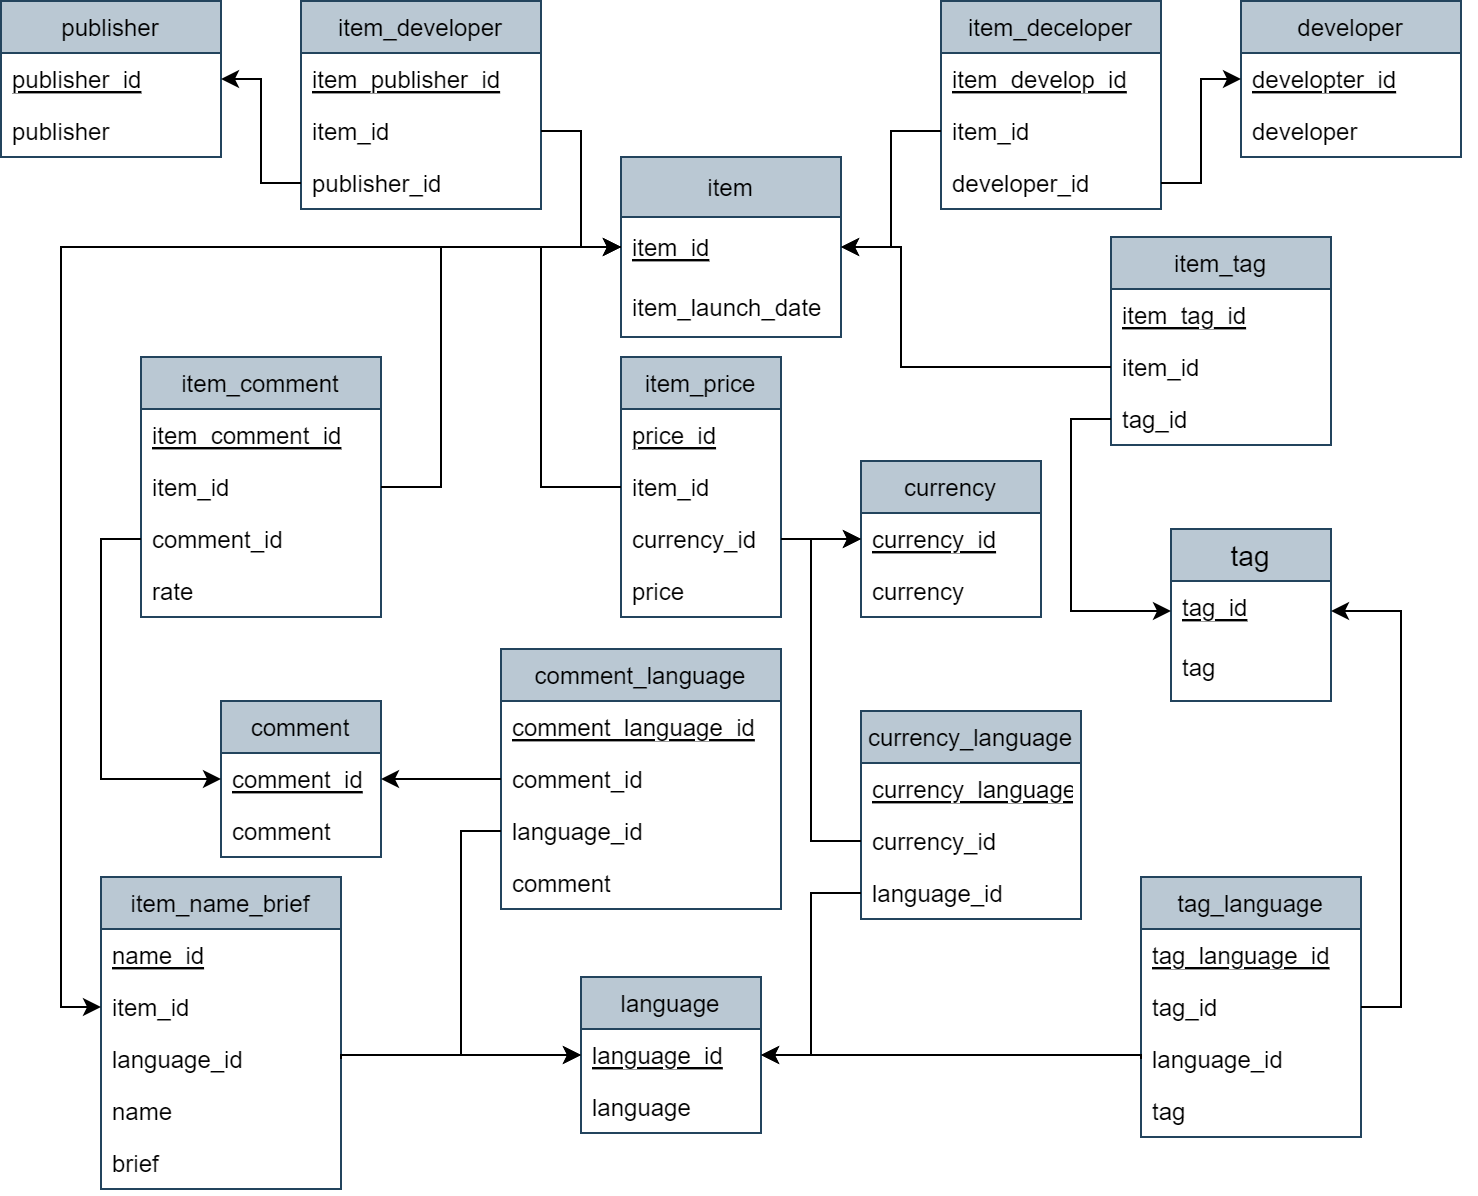 publisher
publisher_id
publisher
item_developer
item_publisher_id
item_id
publisher_id
item_deceloper
item_develop_id
item_id
developer_id
developer
developter_id
developer
item
item_id
item_launch_date
item_tag
item_tag_id
item_id
tag_id
item_comment
item_comment_id
item_id
comment_id
rate
item_price
price_id
item_id
currency_id
price
currency
currency_id
currency
tag
tag_id
tag
comment
comment_id
comment
comment_language
comment_language_id
comment_id
language_id
comment
currency_language
currency_language
currency_id
language_id
item_name_brief
name_id
item_id
language_id
name
brief
language
language_id
language
tag_language
tag_language_id
tag_id
language_id
tag